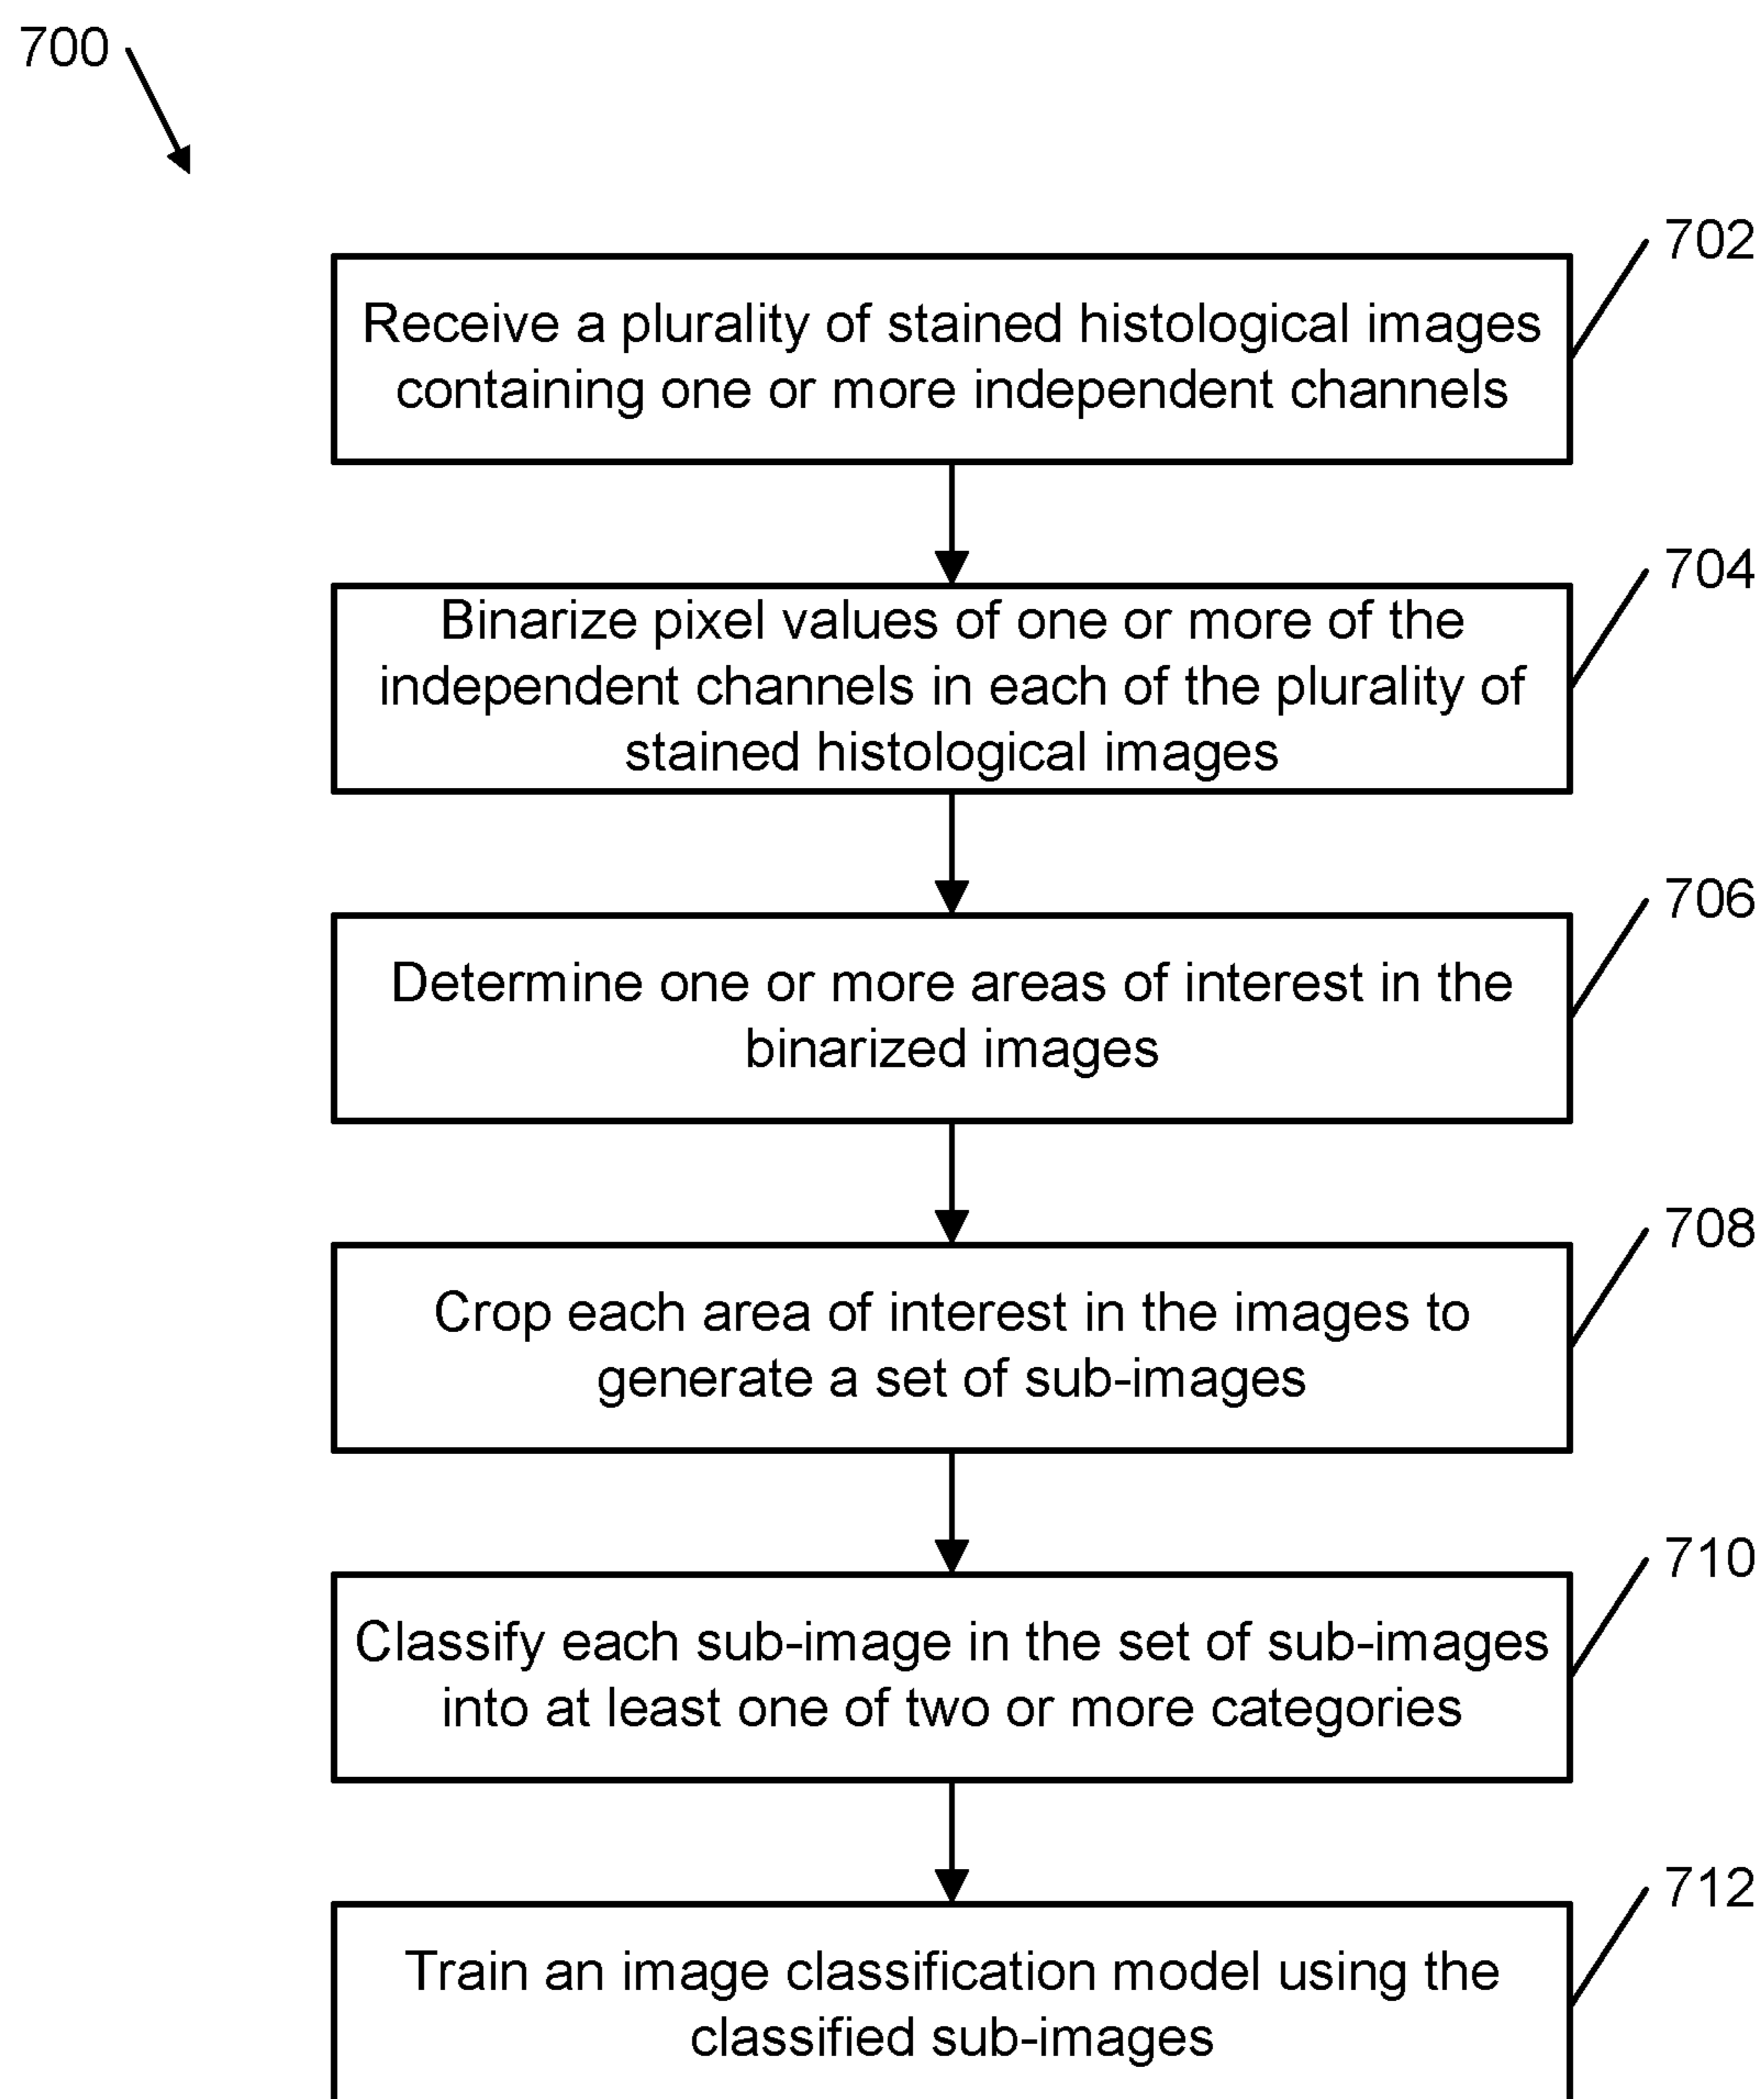 700
702
Receive a plurality of stained histological images
containing one or more independent channels
704
Binarize pixel values of one or more of the
independent channels in each of the plurality of
stained histological images
706
Determine one or more areas of interest in the
binarized images
708
Crop each area of interest in the images to
generate a set of sub-images
710
Classify each sub-image in the set of sub-images
into at least one of two or more categories
712
Train an image classification model using the
classified sub-images